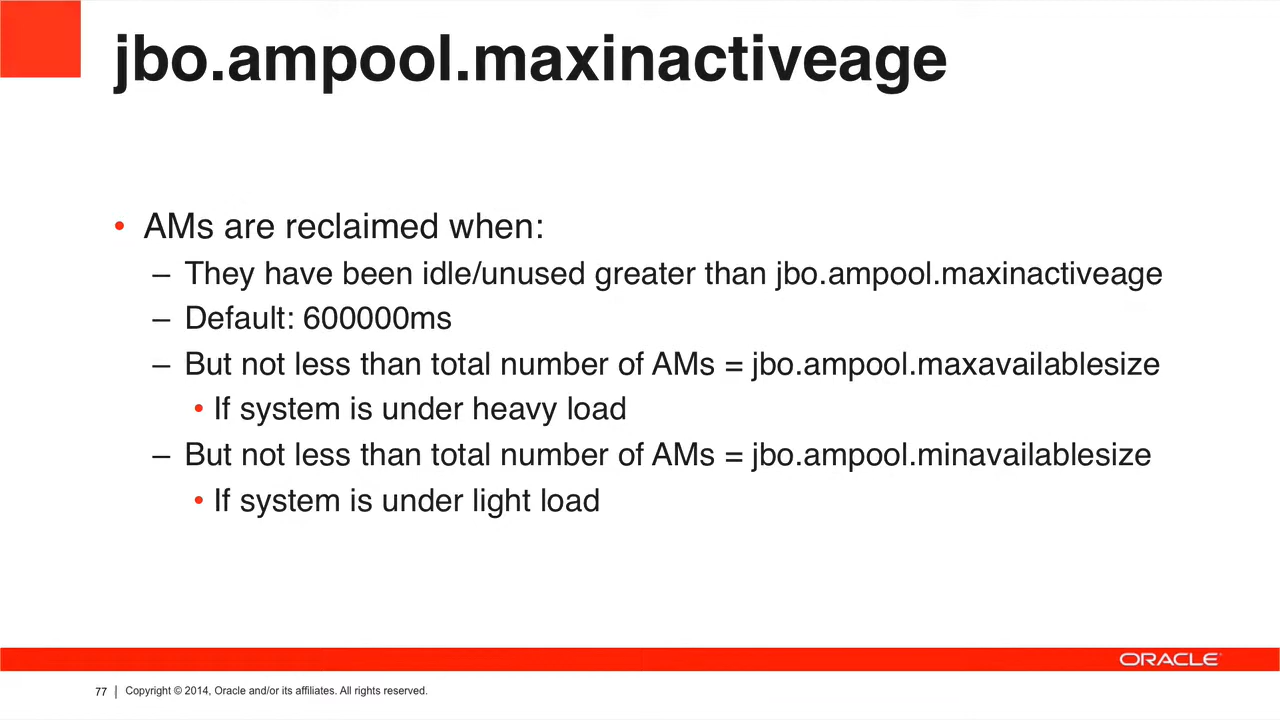 jbo.ampool.maxinactiveage
• AMs are reclaimed when:
– They have been idle/unused greater than jbo.ampool.maxinactiveage
– Default: 600000ms
– But not less than total number of AMs = jbo.ampool.maxavailablesize
• If system is under heavy load
– But not less than total number of AMs = jbo.ampool.minavailablesize
• If system is under light load
ORACLE
77 | Copyright © 2014, Oracle and/or its affiliates. All rights reserved.